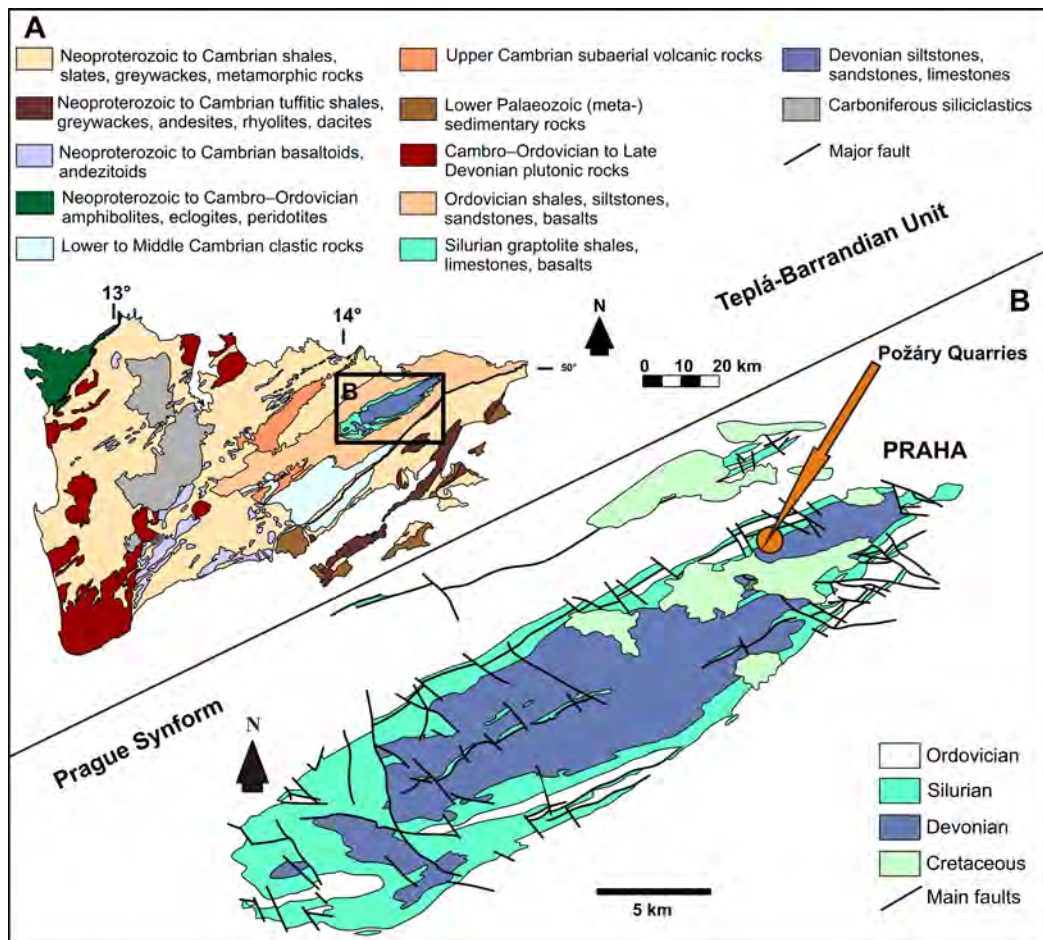 A
Neoproterozoic to Cambrian shales,
slates, greywackes, metamorphic rocks
Neoproterozoic to Cambrian tuffitic shales,
greywackes, andesites, rhyolites, dacites
Neoproterozoic to Cambrian basaltoids,
andezitoids
Neoproterozoic to Cambro–Ordovician
amphibolites, eclogites, peridotites
Lower to Middle Cambrian clastic rocks
Upper Cambrian subaerial volcanic rocks
Lower Palaeozoic (meta-)
sedimentary rocks
Cambro–Ordovician to Late
Devonian plutonic rocks
Ordovician shales, siltstones,
sandstones, basalts
Silurian graptolite shales,
limestones, basalts
Devonian siltstones,
sandstones, limestones
Carboniferous siliciclastics
Major fault
Teplá-Barrandian Unit
13°
14°
N
50°
0 10 20 km
B
B
Požáry Quarries
PRAHA
Prague Synform
N
Ordovician
Silurian
Devonian
Cretaceous
Main faults
5 km